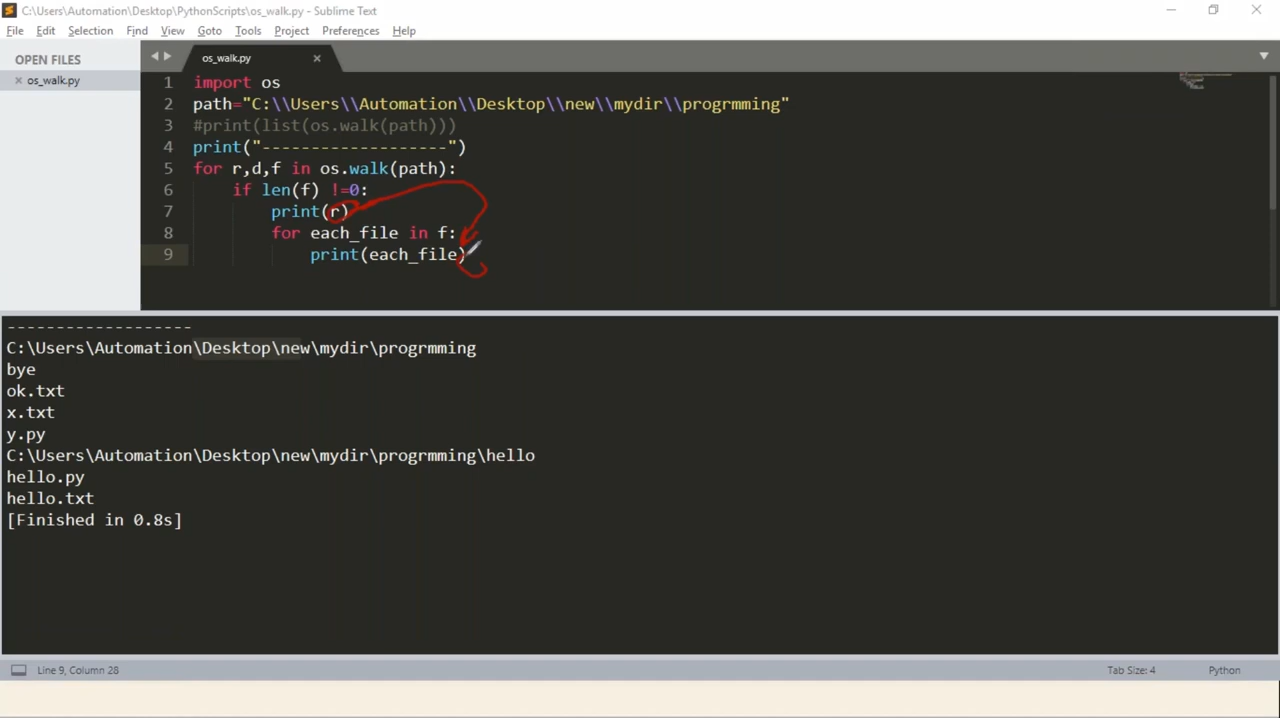 C:\Users\Automation\Desktop\PythonScripts\os_walk.py - Sublime Text
File Edit Selection Find View Goto Tools Project Preferences Help
OPEN FILES
os_walk.py
os_walk.py
1 import os
2 path="C:\\Users\\Automation\\Desktop\\new\\mydir\\progrmming"
3 #print(list(os.walk(path)))
4 print("-------------------")
5 for r,d,f in os.walk(path):
6 if len(f) !=0:
7 print(r)
8 for each_file in f:
9 print(each_file)
-------------------
C:\Users\Automation\Desktop\new\mydir\progrmming
bye
ok.txt
x.txt
y.py
C:\Users\Automation\Desktop\new\mydir\progrmming\hello
hello.py
hello.txt
[Finished in 0.8s]
Line 9, Column 28 Tab Size: 4 Python